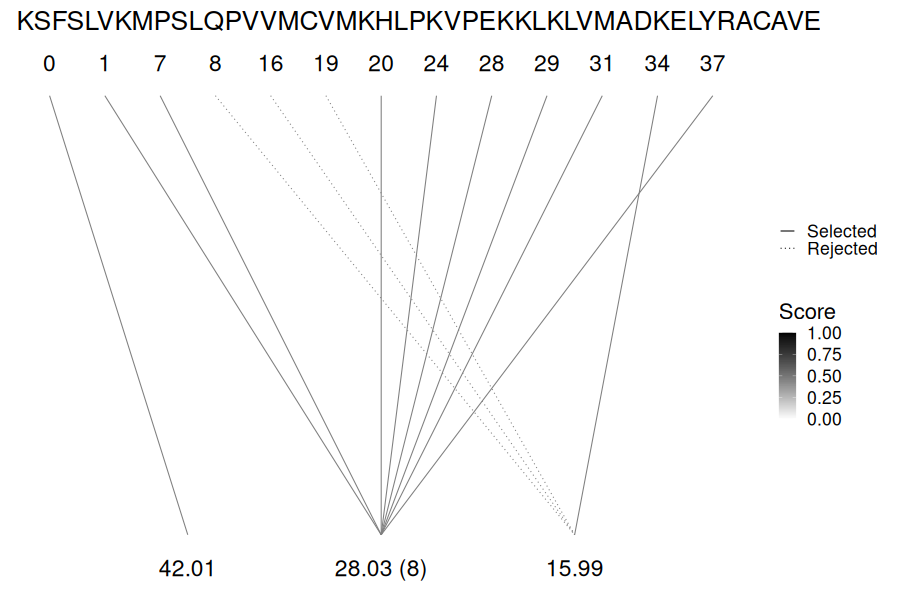 KSFSLVKMPSLQPVVMCVMKHLPKVPEKKLKLVMADKELYRACAVE
0 1 7 8 16 19 20 24 28 29 31 34 37
Selected
Rejected
Score
1.00
0.75
0.50
0.25
0.00
42.01 28.03 (8) 15.99